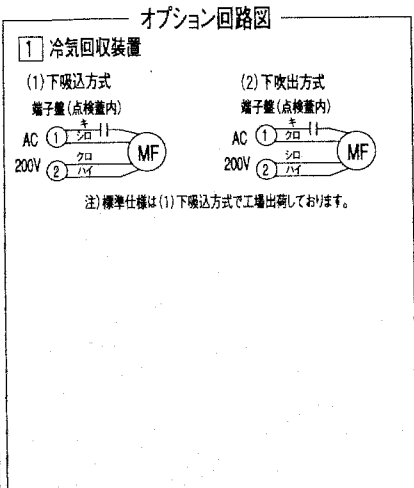 オプション回路図
1 冷気回収装置
(1)下吸込方式
端子盤(点検蓋内)
AC 200V
① キ シロ
② クロ ハイ
MF
(2)下吹出方式
端子盤(点検蓋内)
AC 200V
① キ クロ
② シロ ハイ
MF
注)標準仕様は(1)下吸込方式で工場出荷しております。